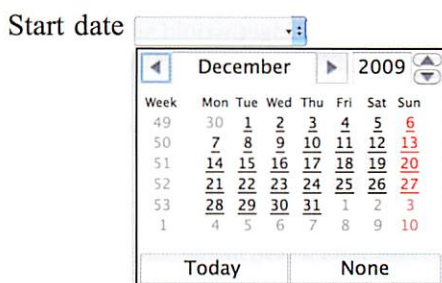 Start date
December 2009
Week Mon Tue Wed Thu Fri Sat Sun
49 30 1 2 3 4 5 6
50 7 8 9 10 11 12 13
51 14 15 16 17 18 19 20
52 21 22 23 24 25 26 27
53 28 29 30 31 1 2 3
1 4 5 6 7 8 9 10
Today None